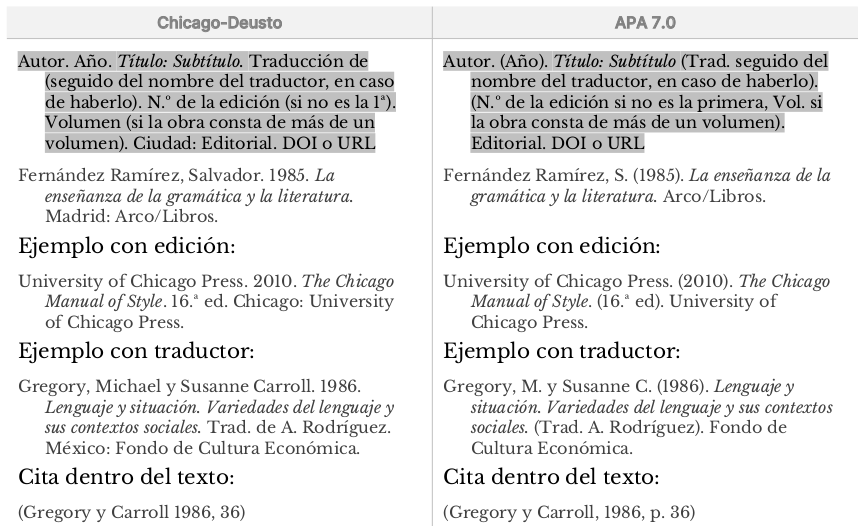 Chicago-Deusto
Autor. Año. Título: Subtítulo. Traducción de
(seguido del nombre del traductor, en caso
de haberlo). N.º de la edición (si no es la 1ª).
Volumen (si la obra consta de más de un
volumen). Ciudad: Editorial. DOI o URL
Fernández Ramírez, Salvador. 1985. La
enseñanza de la gramática y la literatura.
Madrid: Arco/Libros.
Ejemplo con edición:
University of Chicago Press. 2010. The Chicago
Manual of Style. 16.ª ed. Chicago: University
of Chicago Press.
Ejemplo con traductor:
Gregory, Michael y Susanne Carroll. 1986.
Lenguaje y situación. Variedades del lenguaje y
sus contextos sociales. Trad. de A. Rodríguez.
México: Fondo de Cultura Económica.
Cita dentro del texto:
(Gregory y Carroll 1986, 36)
APA 7.0
Autor. (Año). Título: Subtítulo (Trad. seguido del
nombre del traductor, en caso de haberlo).
(N.º de la edición si no es la primera, Vol. si
la obra consta de más de un volumen).
Editorial. DOI o URL
Fernández Ramírez, S. (1985). La enseñanza de la
gramática y la literatura. Arco/Libros.
Ejemplo con edición:
University of Chicago Press. (2010). The Chicago
Manual of Style. (16.ª ed). University of
Chicago Press.
Ejemplo con traductor:
Gregory, M. y Susanne C. (1986). Lenguaje y
situación. Variedades del lenguaje y sus contextos
sociales. (Trad. A. Rodríguez). Fondo de
Cultura Económica.
Cita dentro del texto:
(Gregory y Carroll, 1986, p. 36)